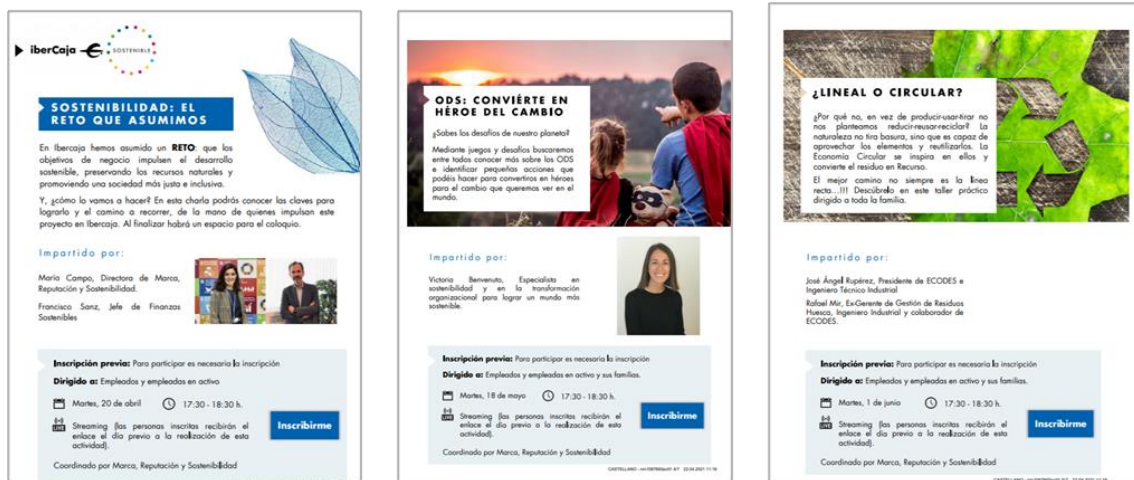 iberCaja
SOSTENIBLE
SOSTENIBILIDAD: EL
RETO QUE ASUMIMOS
En Ibercaja hemos asumido un RETO: que los
objetivos de negocio impulsen el desarrollo
sostenible, preservando los recursos naturales y
promoviendo una sociedad más justa e inclusiva.
Y, ¿cómo lo vamos a hacer? En esta charla podrás conocer las claves para
lograrlo y el camino a recorrer, de la mano de quienes impulsan este
proyecto en Ibercaja. Al finalizar habrá un espacio para el coloquio.
Impartido por:
María Campo, Directora de Marca,
Reputación y Sostenibilidad.
Francisco Sanz, Jefe de Finanzas
Sostenibles
Inscripción previa: Para participar es necesaria la inscripción
Dirigido a: Empleados y empleadas en activo
Martes, 20 de abril
17:30 - 18:30 h.
LIVE
Streaming (las personas inscritas recibirán el
enlace el día previo a la realización de esta
actividad).
Inscribirme
Coordinado por Marca, Reputación y Sostenibilidad
ODS: CONVIÉRTE EN
HÉROE DEL CAMBIO
¿Sabes los desafíos de nuestro planeta?
Mediante juegos y desafíos buscaremos
entre todos conocer más sobre los ODS
e identificar pequeñas acciones que
podéis hacer para convertiros en héroes
para el cambio que queremos ver en el
mundo.
Impartido por:
Victoria Benvenuto, Especialista en
sostenibilidad y en la transformación
organizacional para lograr un mundo más
sostenible.
Inscripción previa: Para participar es necesaria la inscripción
Dirigido a: Empleados y empleadas en activo y sus familias.
Martes, 18 de mayo
17:30 - 18:30 h.
LIVE
Streaming (las personas inscritas recibirán el
enlace el día previo a la realización de esta
actividad).
Inscribirme
Coordinado por Marca, Reputación y Sostenibilidad
¿LINEAL O CIRCULAR?
¿Por qué no, en vez de producir-usar-tirar no
nos planteamos reducir-reusar-reciclar? La
naturaleza no tira basura, sino que es capaz de
aprovechar los elementos y reutilizarlos. La
Economía Circular se inspira en ellos y
convierte el residuo en Recurso.
El mejor camino no siempre es la línea
recta...!!! Descúbrelo en este taller práctico
dirigido a toda la familia.
Impartido por:
José Ángel Rupérez, Presidente de ECODES e
Ingeniero Técnico Industrial
Rafael Mir, Ex-Gerente de Gestión de Residuos
Huesca, Ingeniero Industrial y colaborador de
ECODES.
Inscripción previa: Para participar es necesaria la inscripción
Dirigido a: Empleados y empleadas en activo y sus familias.
Martes, 1 de junio
17:30 - 18:30 h.
LIVE
Streaming (las personas inscritas recibirán el
enlace el día previo a la realización de esta
actividad).
Inscribirme
Coordinado por Marca, Reputación y Sostenibilidad